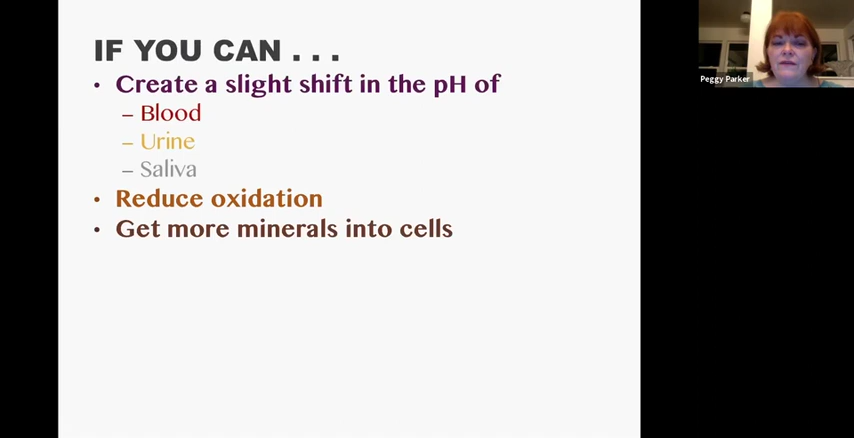 IF YOU CAN . . .
• Create a slight shift in the pH of
– Blood
– Urine
– Saliva
• Reduce oxidation
• Get more minerals into cells
Peggy Parker